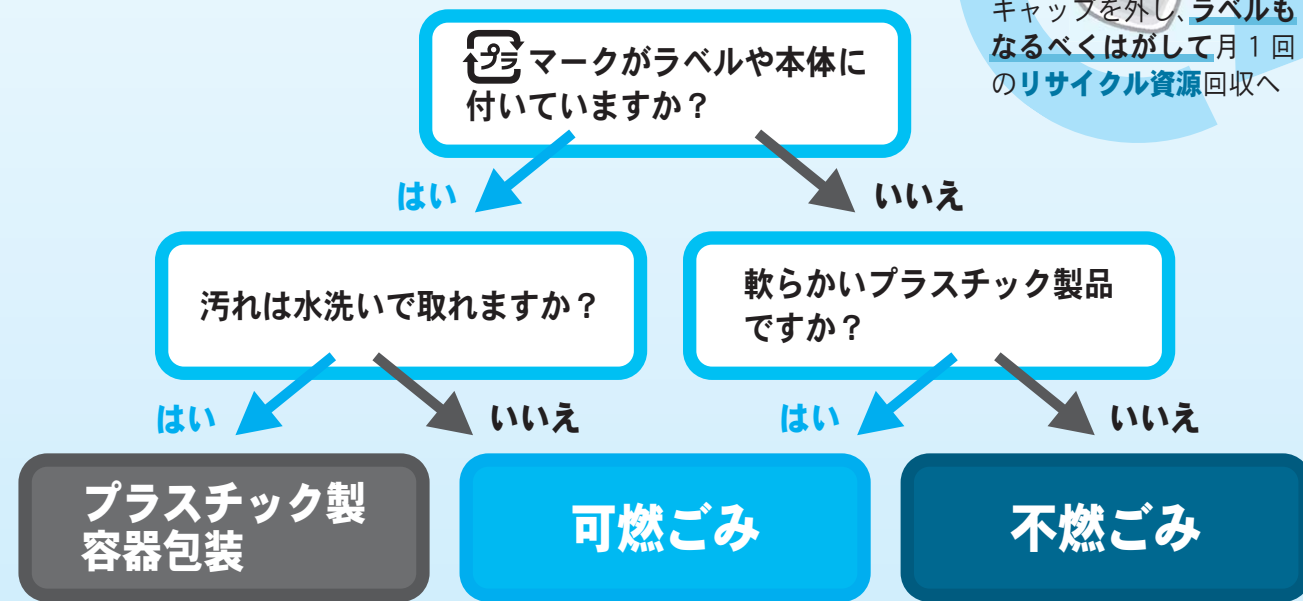 キャップを外し、ラベルも
なるべくはがして月１回
のリサイクル資源回収へ
プラ マークがラベルや本体に
付いていますか？
はい
いいえ
汚れは水洗いで取れますか？
軟らかいプラスチック製品
ですか？
はい
いいえ
はい
いいえ
プラスチック製
容器包装
可燃ごみ
不燃ごみ